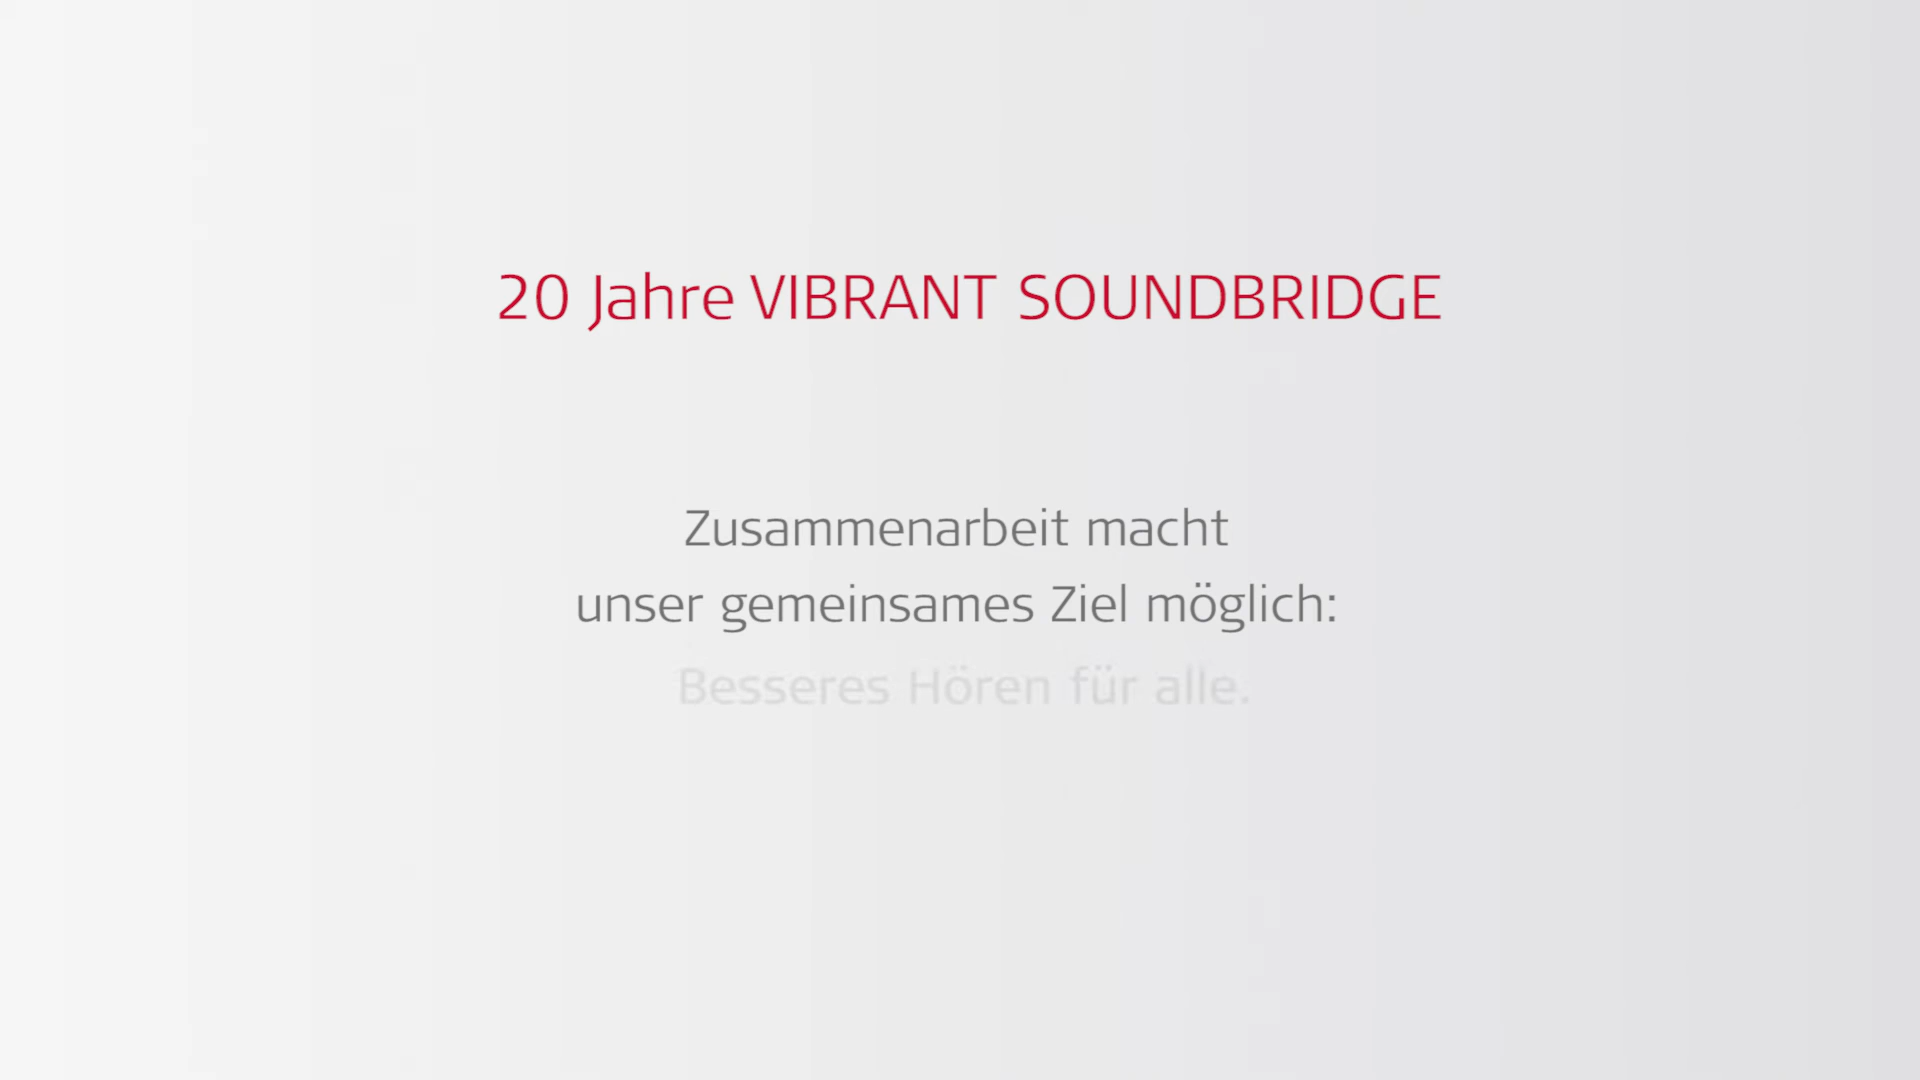 20 Jahre VIBRANT SOUNDBRIDGE
Zusammenarbeit macht
unser gemeinsames Ziel möglich:
Besseres Hören für alle.